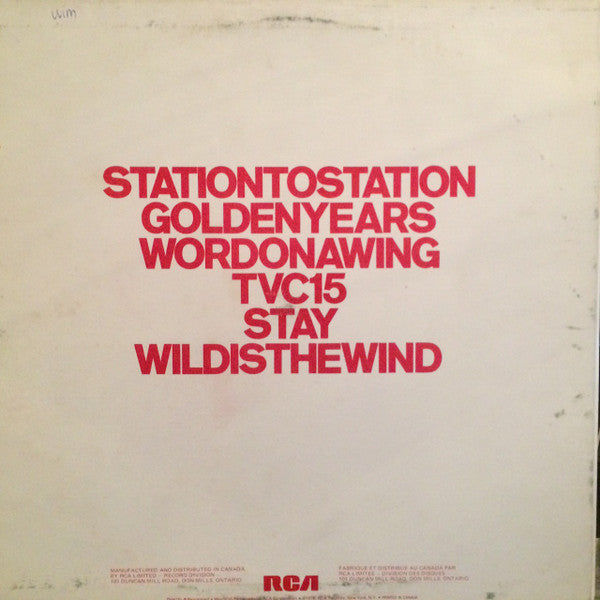 STATIONTOSTATION
GOLDENYEARS
WORDONAWING
TVC15
STAY
WILDISTHEWIND
MANUFACTURED AND DISTRIBUTED IN CANADA
BY RCA LIMITED – RECORD DIVISION
101 DUNCAN MILL ROAD, DON MILLS, ONTARIO
RCA
FABRIQUÉ ET DISTRIBUÉ AU CANADA PAR
RCA LIMITÉE – DIVISION DES DISQUES
101 DUNCAN MILL ROAD, DON MILLS, ONTARIO